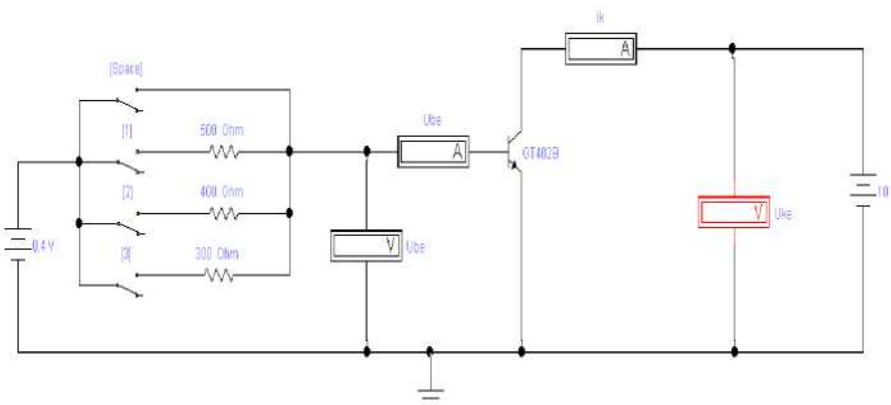 Ik
A
[Space]
[1]
500 Ohm
Ube
A
GT402B
[2]
400 Ohm
V
Uke
10
0.4 V
[3]
300 Ohm
V
Ube